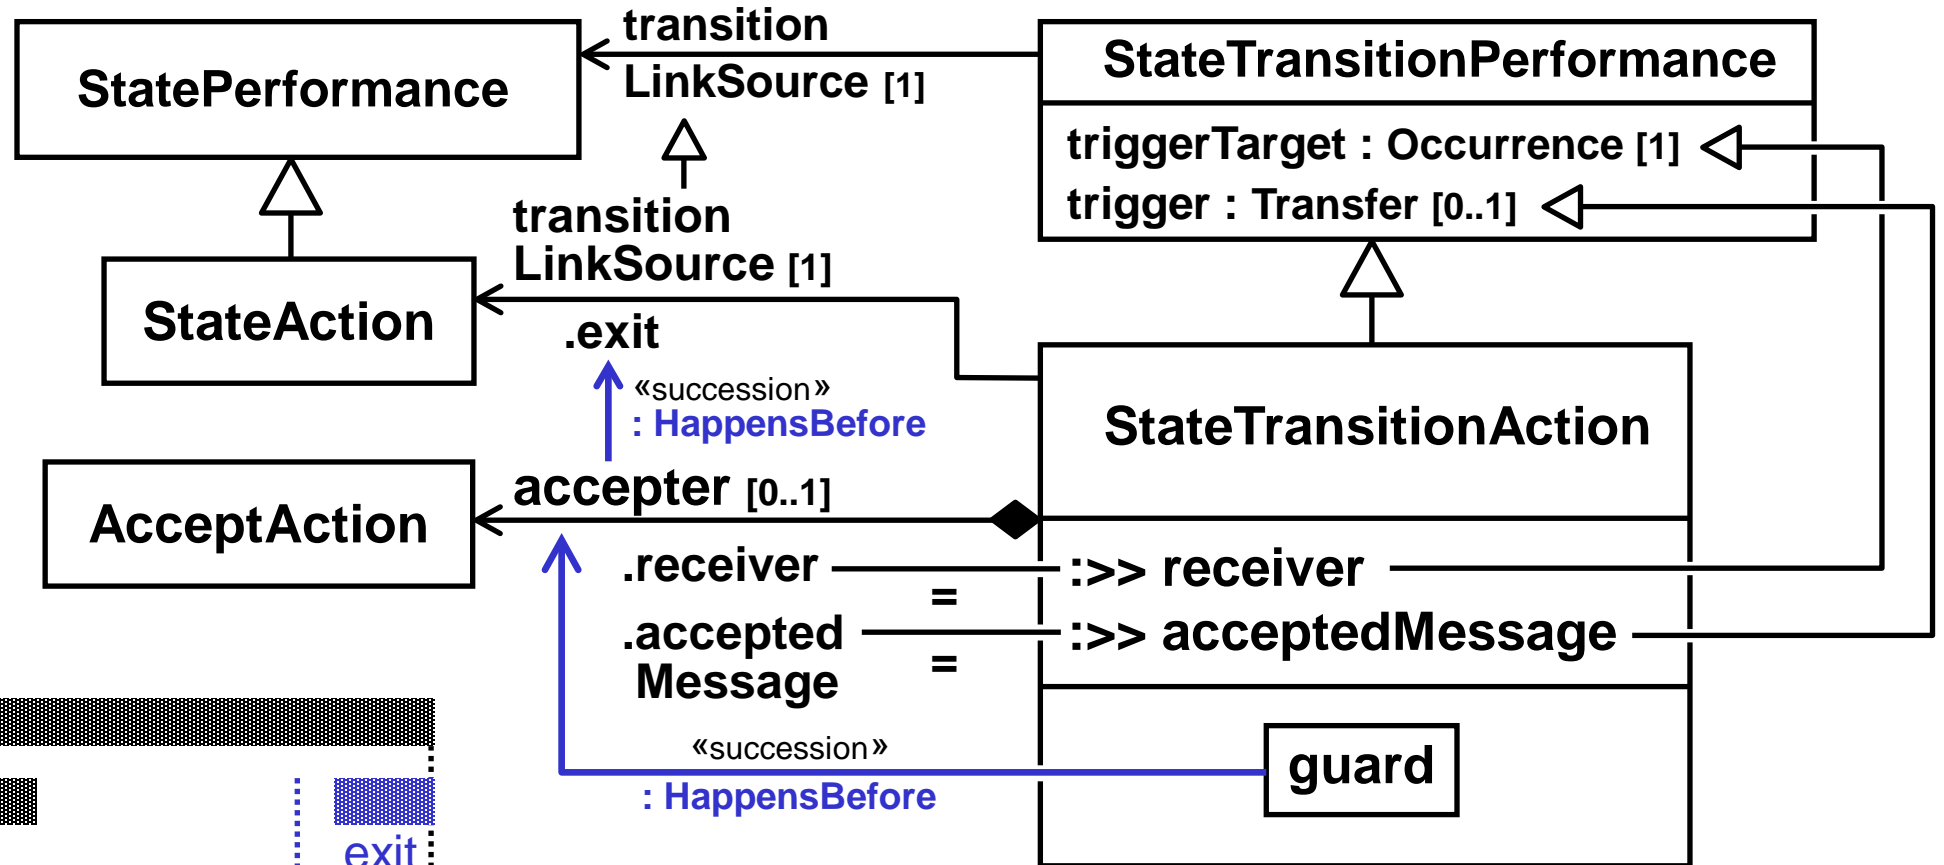 transition
StateTransitionPerformance
StatePerformance
LinkSource [1]
triggerTarget : Occurrence [1]
trigger : Transfer [0..1]
transition
LinkSource [1]
StateAction
.exit
«succession»
: HappensBefore
StateTransitionAction
accepter [0..1]
AcceptAction
.receiver
=
:>> receiver
.accepted
Message
=
:>> acceptedMessage
«succession»
guard
: HappensBefore
exit